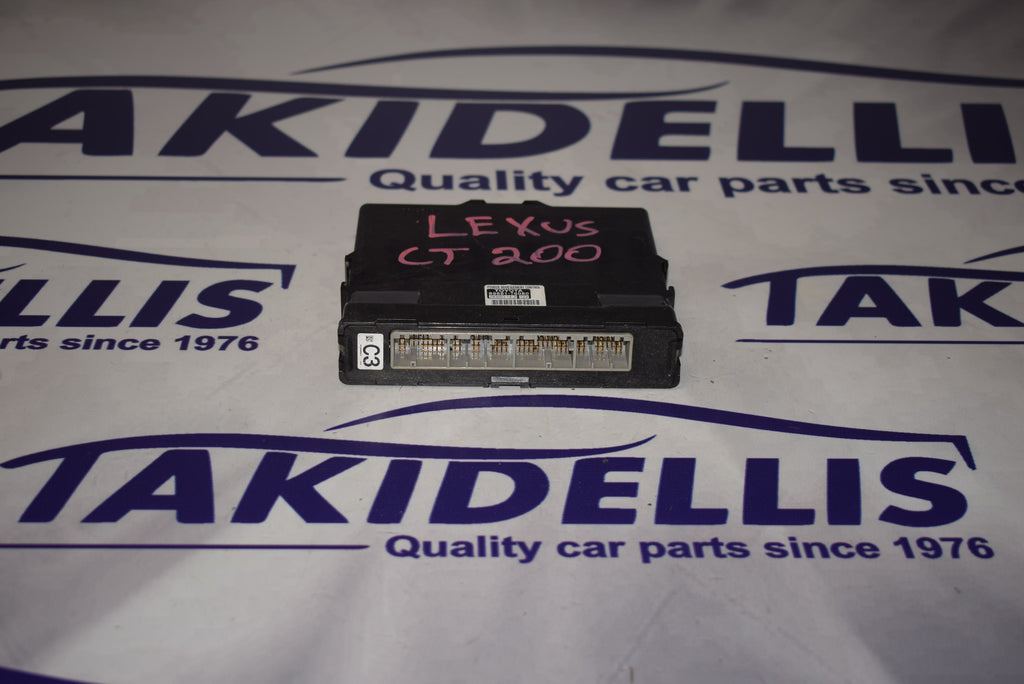 TAKIDELLI
Quality car parts since
LEXUS
CT 200
LLIS
rts since 1976
TAK
C3
TAKIDELLIS
Quality car parts since 1976